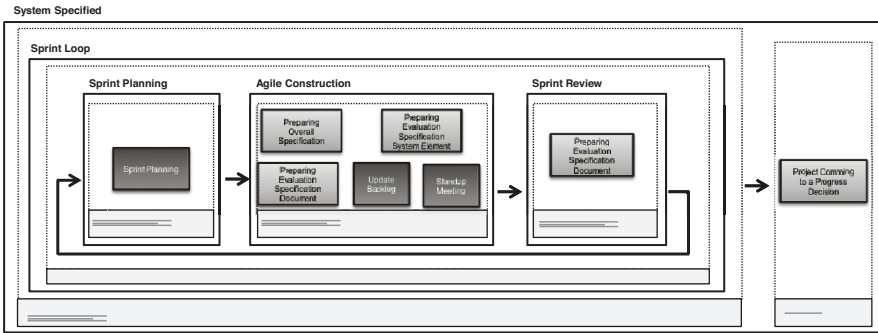 System Specified
Sprint Loop
Sprint Planning
Agile Construction
Sprint Review
Sprint Planning
Preparing
Overall
Specification
Preparing
Evaluation
Specification
System Element
Preparing
Evaluation
Specification
Document
Update
Backlog
Standup
Meeting
Preparing
Evaluation
Specification
Document
Project Comming
to a Progress
Decision